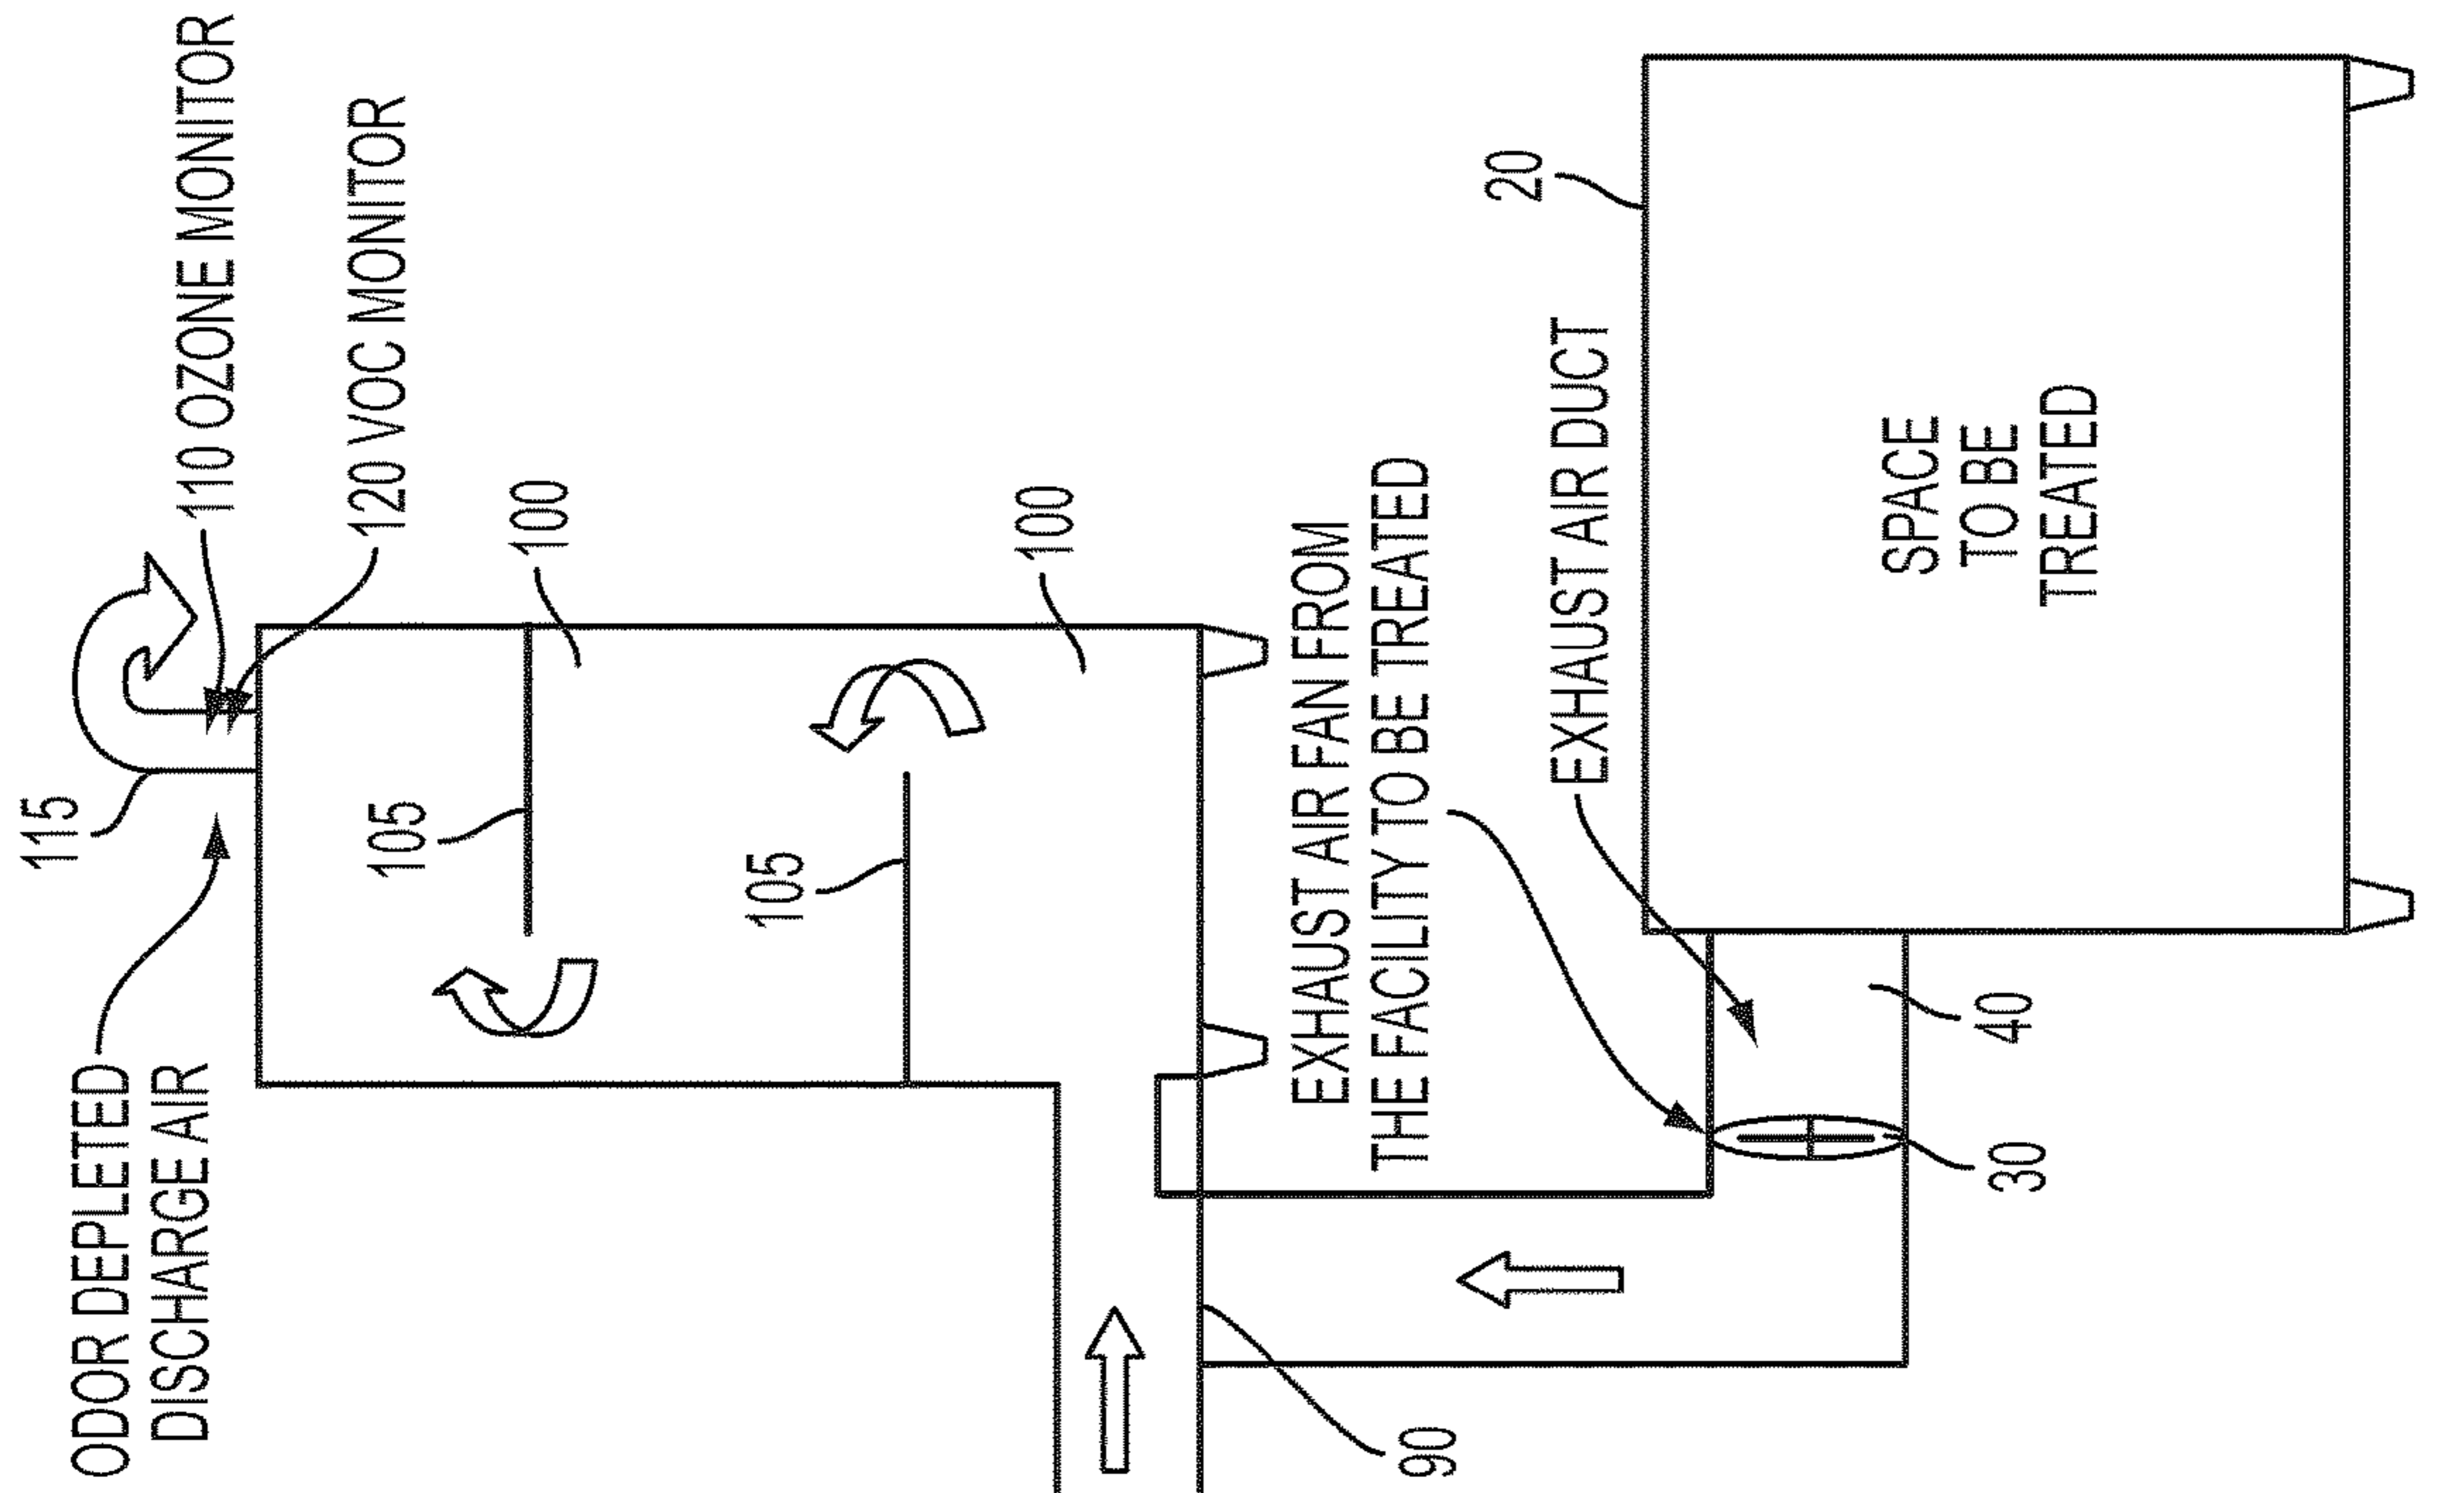 ODOR DEPLETED
DISCHARGE AIR
115
110 OZONE MONITOR
120 VOC MONITOR
105
100
105
100
EXHAUST AIR FAN FROM
THE FACILITY TO BE TREATED
90
EXHAUST AIR DUCT
20
30
40
SPACE
TO BE
TREATED